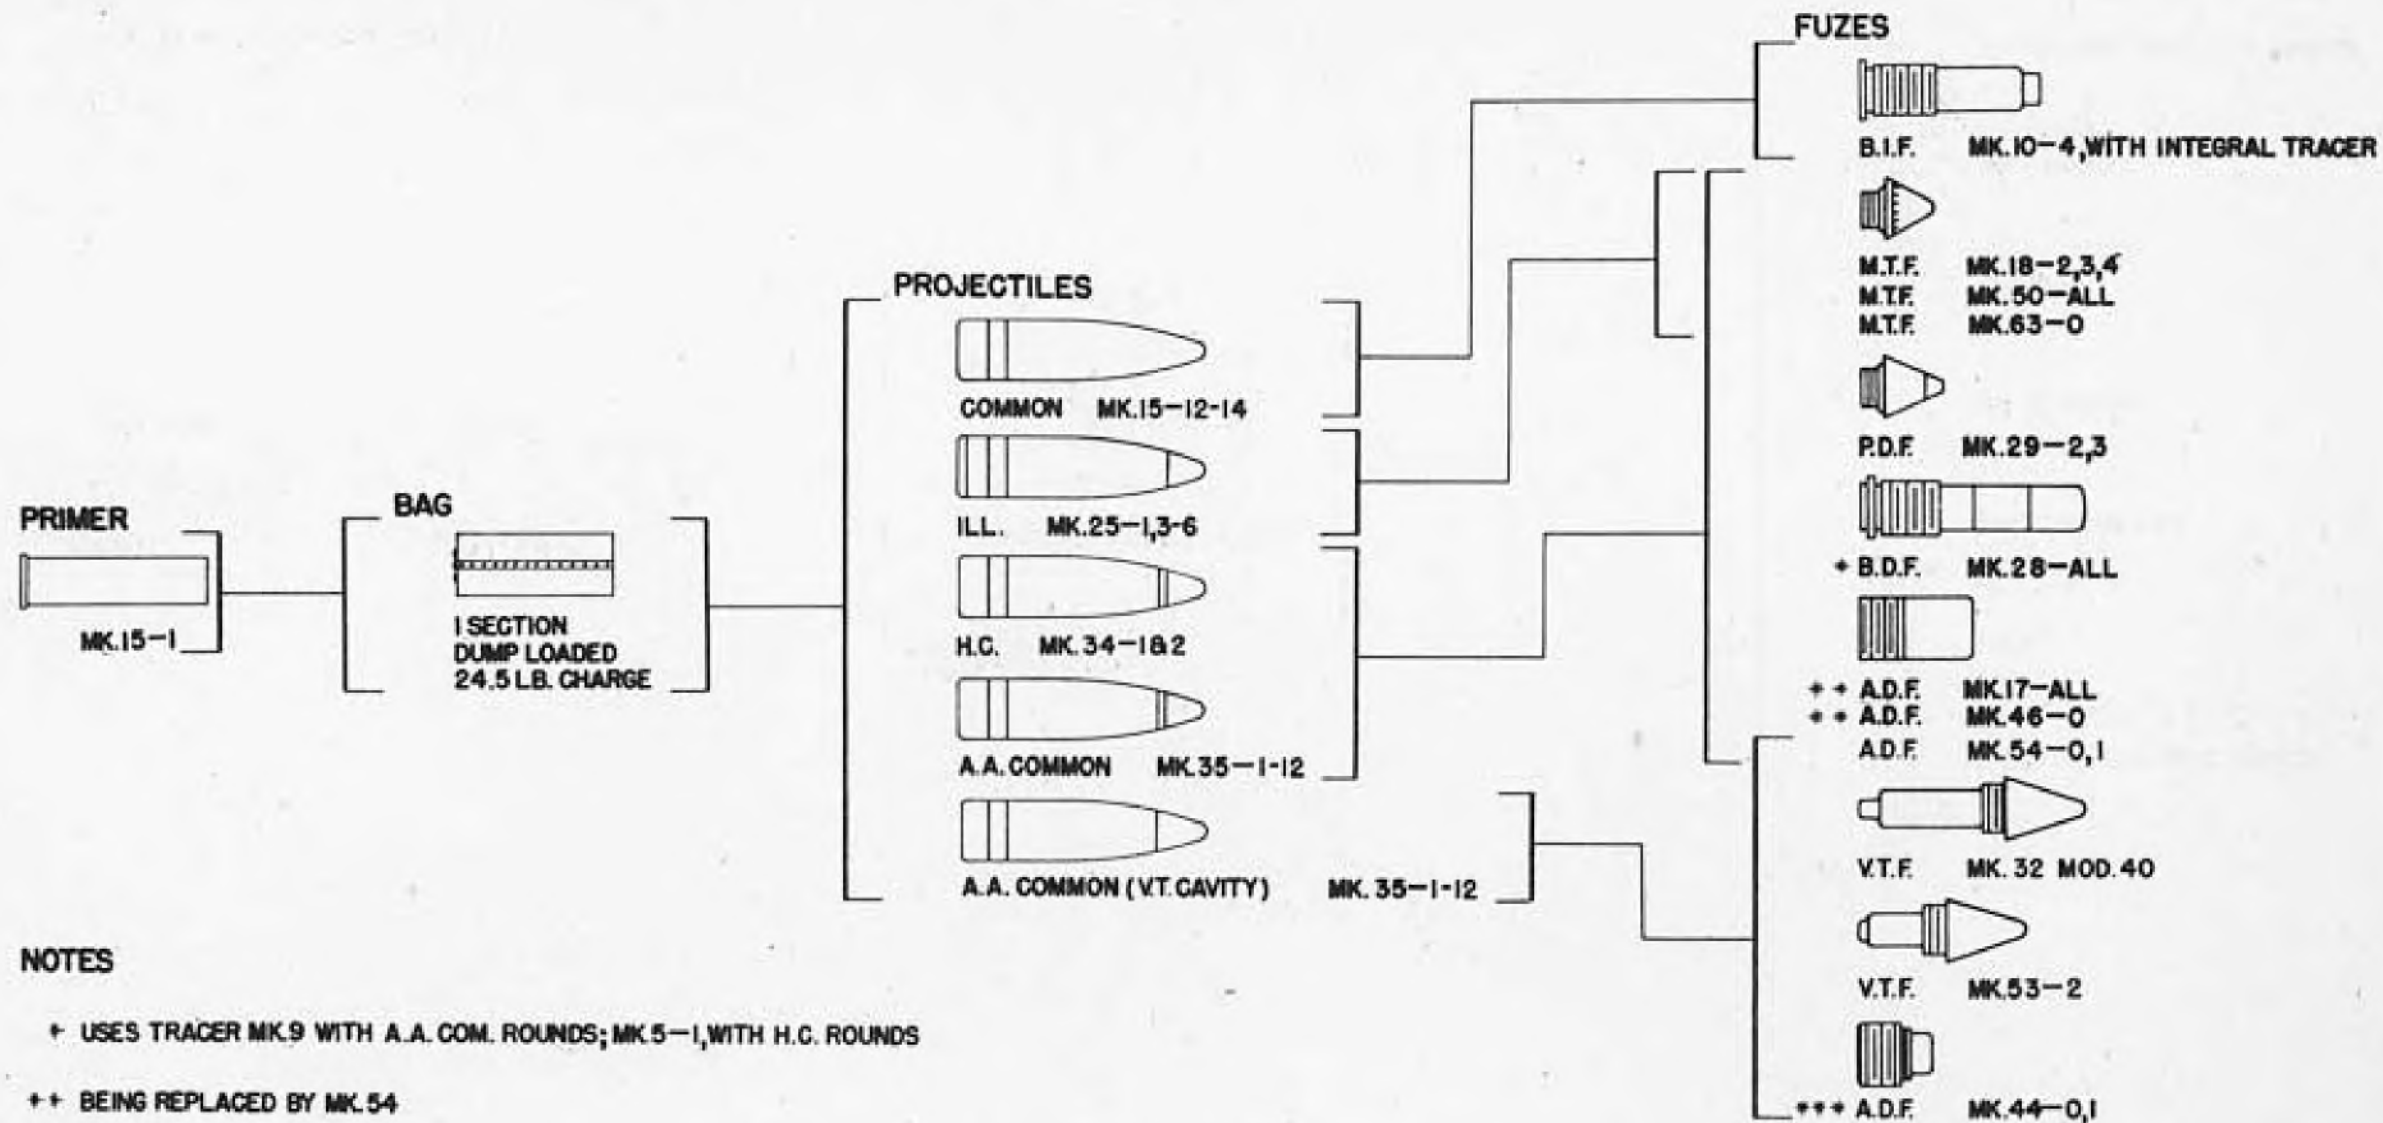 PRIMER
MK.15-1
BAG
1 SECTION
DUMP LOADED
24.5 LB. CHARGE
PROJECTILES
COMMON MK.15-12-14
ILL. MK.25-1,3-6
H.C. MK.34-1&2
A.A. COMMON MK.35-1-12
A.A. COMMON (V.T. CAVITY) MK.35-1-12
FUZES
B.I.F. MK.10-4, WITH INTEGRAL TRACER
M.T.F. MK.18-2,3,4
M.T.F. MK.50-ALL
M.T.F. MK.63-0
P.D.F. MK.29-2,3
* B.D.F. MK.28-ALL
** A.D.F. MK.17-ALL
** A.D.F. MK.46-0
A.D.F. MK.54-0,1
V.T.F. MK.32 MOD.40
V.T.F. MK.53-2
*** A.D.F. MK.44-0,1
NOTES
* USES TRACER MK.9 WITH A.A. COM. ROUNDS; MK.5-1, WITH H.C. ROUNDS
** BEING REPLACED BY MK.54